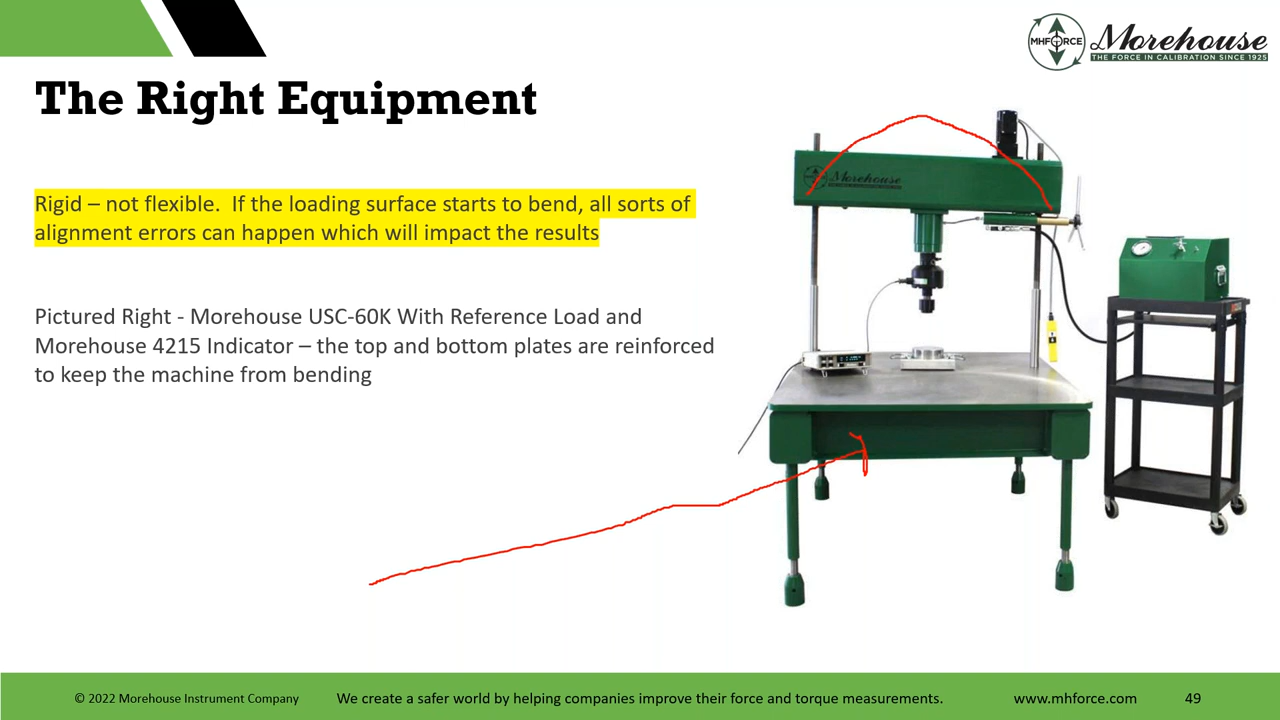 MHFORCE
Morehouse
THE FORCE IN CALIBRATION SINCE 1925
The Right Equipment
Rigid – not flexible.  If the loading surface starts to bend, all sorts of
alignment errors can happen which will impact the results
Morehouse
Pictured Right - Morehouse USC-60K With Reference Load and
Morehouse 4215 Indicator – the top and bottom plates are reinforced
to keep the machine from bending
© 2022 Morehouse Instrument Company
We create a safer world by helping companies improve their force and torque measurements.
www.mhforce.com
49